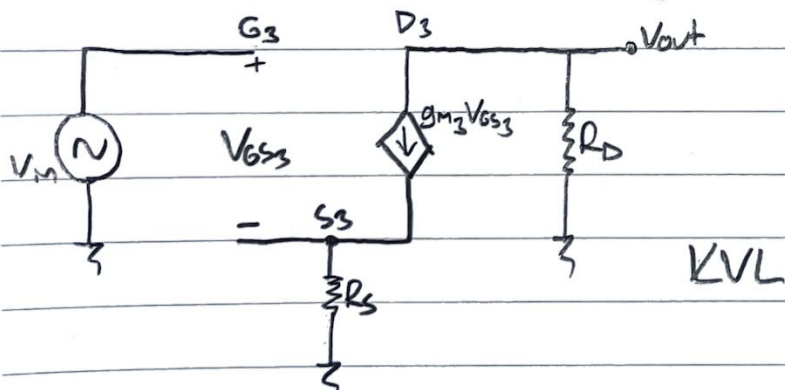 G3 D3
+ Vout
gm3VGS3
Vin VGS3 RD
- S3
KVL
RS